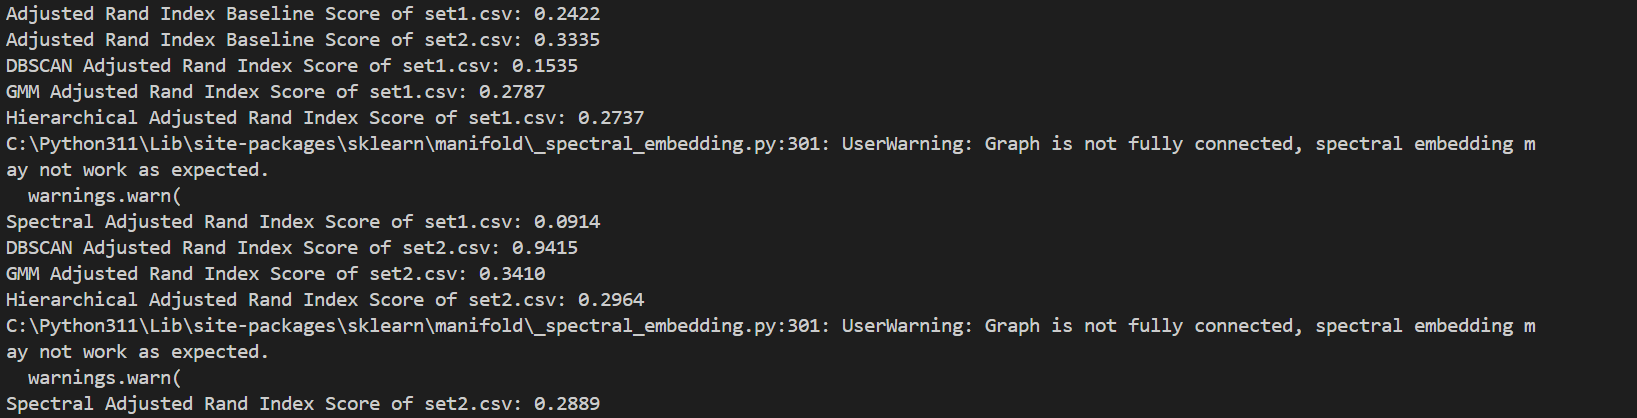 Adjusted Rand Index Baseline Score of set1.csv: 0.2422
Adjusted Rand Index Baseline Score of set2.csv: 0.3335
DBSCAN Adjusted Rand Index Score of set1.csv: 0.1535
GMM Adjusted Rand Index Score of set1.csv: 0.2787
Hierarchical Adjusted Rand Index Score of set1.csv: 0.2737
C:\Python311\Lib\site-packages\sklearn\manifold\_spectral_embedding.py:301: UserWarning: Graph is not fully connected, spectral embedding m
ay not work as expected.
  warnings.warn(
Spectral Adjusted Rand Index Score of set1.csv: 0.0914
DBSCAN Adjusted Rand Index Score of set2.csv: 0.9415
GMM Adjusted Rand Index Score of set2.csv: 0.3410
Hierarchical Adjusted Rand Index Score of set2.csv: 0.2964
C:\Python311\Lib\site-packages\sklearn\manifold\_spectral_embedding.py:301: UserWarning: Graph is not fully connected, spectral embedding m
ay not work as expected.
  warnings.warn(
Spectral Adjusted Rand Index Score of set2.csv: 0.2889